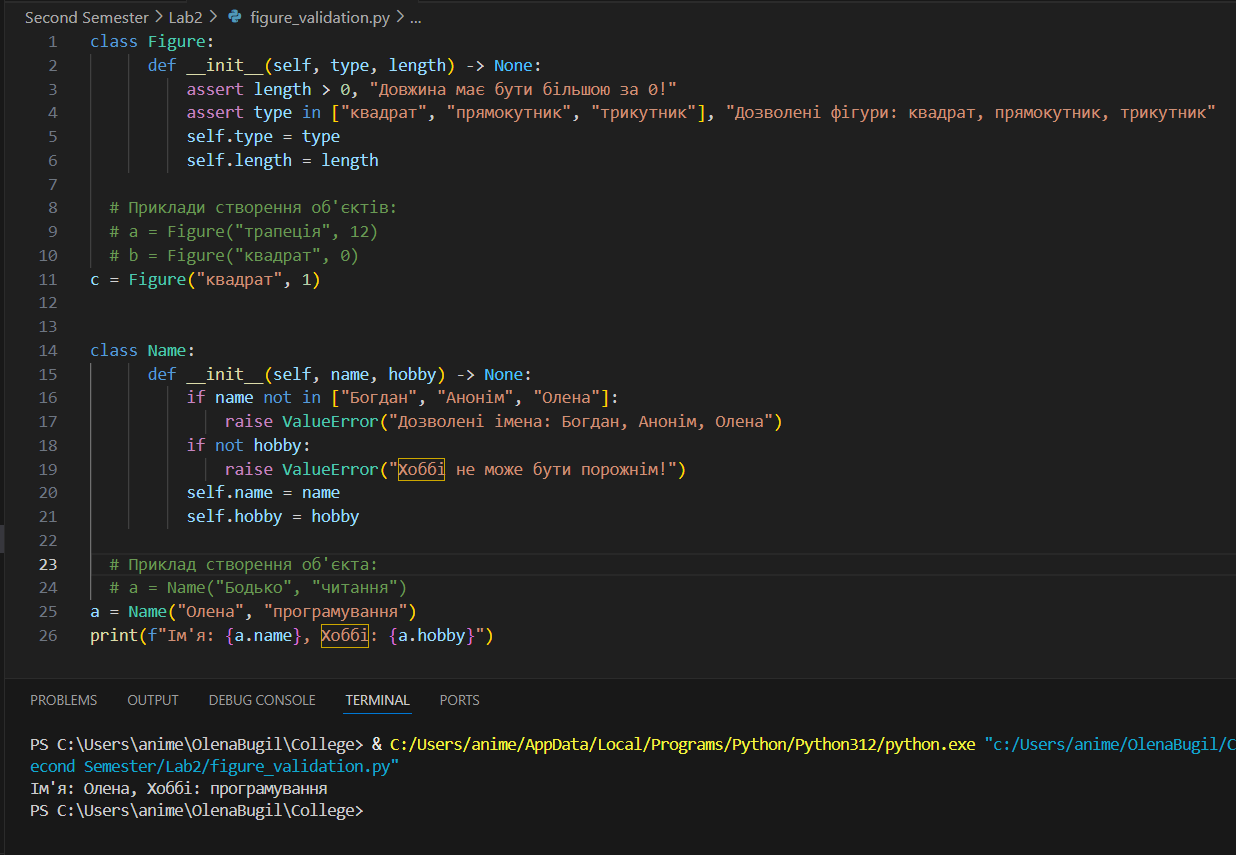 Second Semester > Lab2 > figure_validation.py > ...
1 class Figure:
2 def __init__(self, type, length) -> None:
3 assert length > 0, "Довжина має бути більшою за 0!"
4 assert type in ["квадрат", "прямокутник", "трикутник"], "Дозволені фігури: квадрат, прямокутник, трикутник"
5 self.type = type
6 self.length = length
7
8 # Приклади створення об'єктів:
9 # a = Figure("трапеція", 12)
10 # b = Figure("квадрат", 0)
11 c = Figure("квадрат", 1)
12
13
14 class Name:
15 def __init__(self, name, hobby) -> None:
16 if name not in ["Богдан", "Анонім", "Олена"]:
17 raise ValueError("Дозволені імена: Богдан, Анонім, Олена")
18 if not hobby:
19 raise ValueError("Хоббі не може бути порожнім!")
20 self.name = name
21 self.hobby = hobby
22
23 # Приклад створення об'єкта:
24 # a = Name("Бодько", "читання")
25 a = Name("Олена", "програмування")
26 print(f"Ім'я: {a.name}, Хоббі: {a.hobby}")
PROBLEMS OUTPUT DEBUG CONSOLE TERMINAL PORTS
PS C:\Users\anime\OlenaBugil\College> & C:/Users/anime/AppData/Local/Programs/Python/Python312/python.exe "c:/Users/anime/OlenaBugil/C
econd Semester/Lab2/figure_validation.py"
Ім'я: Олена, Хоббі: програмування
PS C:\Users\anime\OlenaBugil\College>